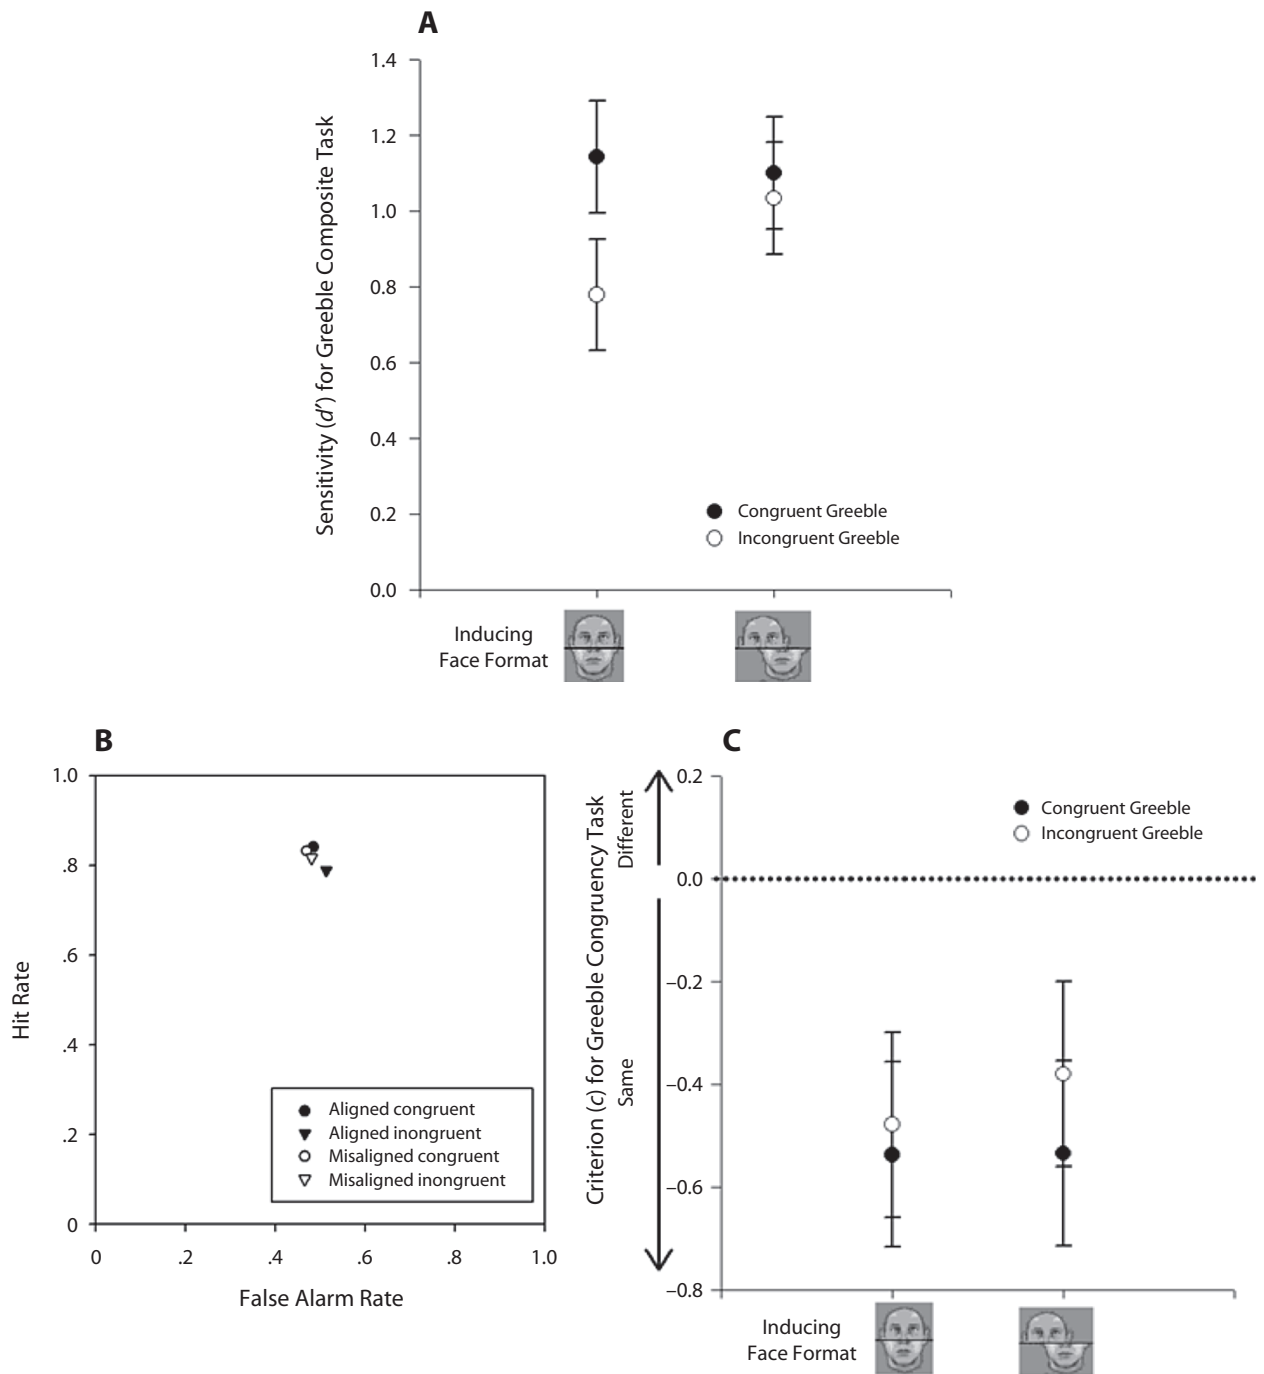 A
Sensitivity (d′) for Greeble Composite Task
1.4
1.2
1.0
0.8
0.6
0.4
0.2
0.0
Congruent Greeble
Incongruent Greeble
Inducing
Face Format
B
Hit Rate
1.0
.8
.6
.4
.2
0
Aligned congruent
Aligned inongruent
Misaligned congruent
Misaligned inongruent
0 .2 .4 .6 .8 1.0
False Alarm Rate
C
Criterion (c) for Greeble Congruency Task
Different
Same
0.2
0.0
–0.2
–0.4
–0.6
–0.8
Congruent Greeble
Incongruent Greeble
Inducing
Face Format